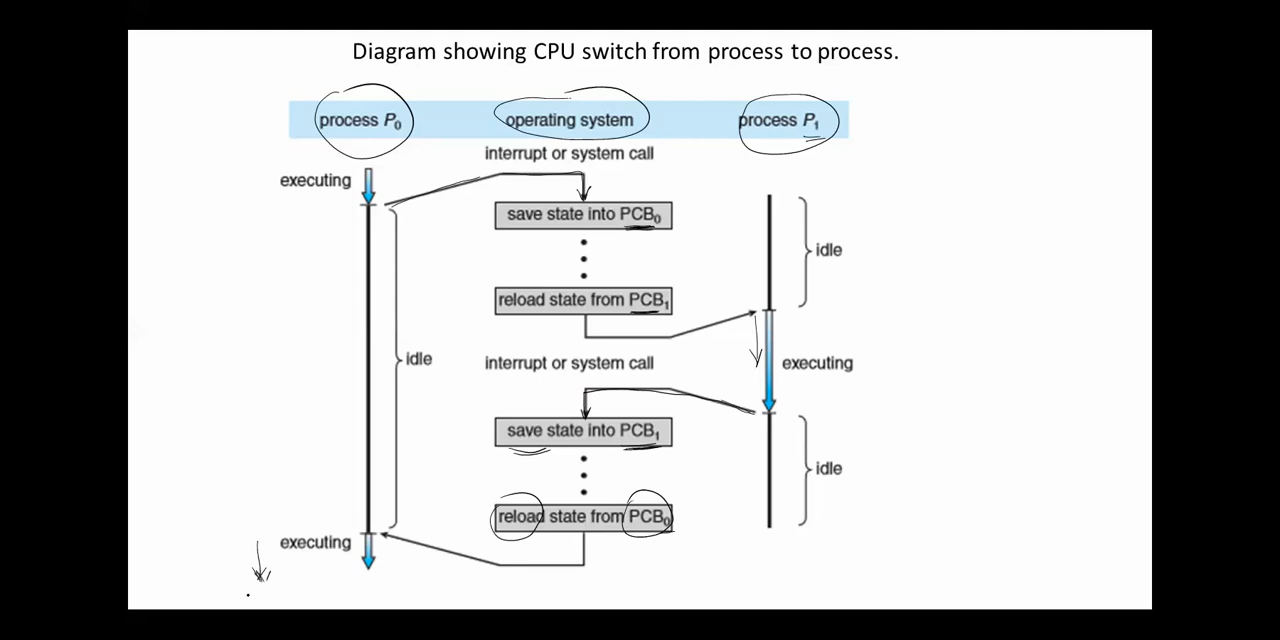 Diagram showing CPU switch from process to process.
process P0 operating system process P1
interrupt or system call
executing
save state into PCB0
idle
reload state from PCB1
idle
interrupt or system call
executing
save state into PCB1
idle
reload state from PCB0
executing